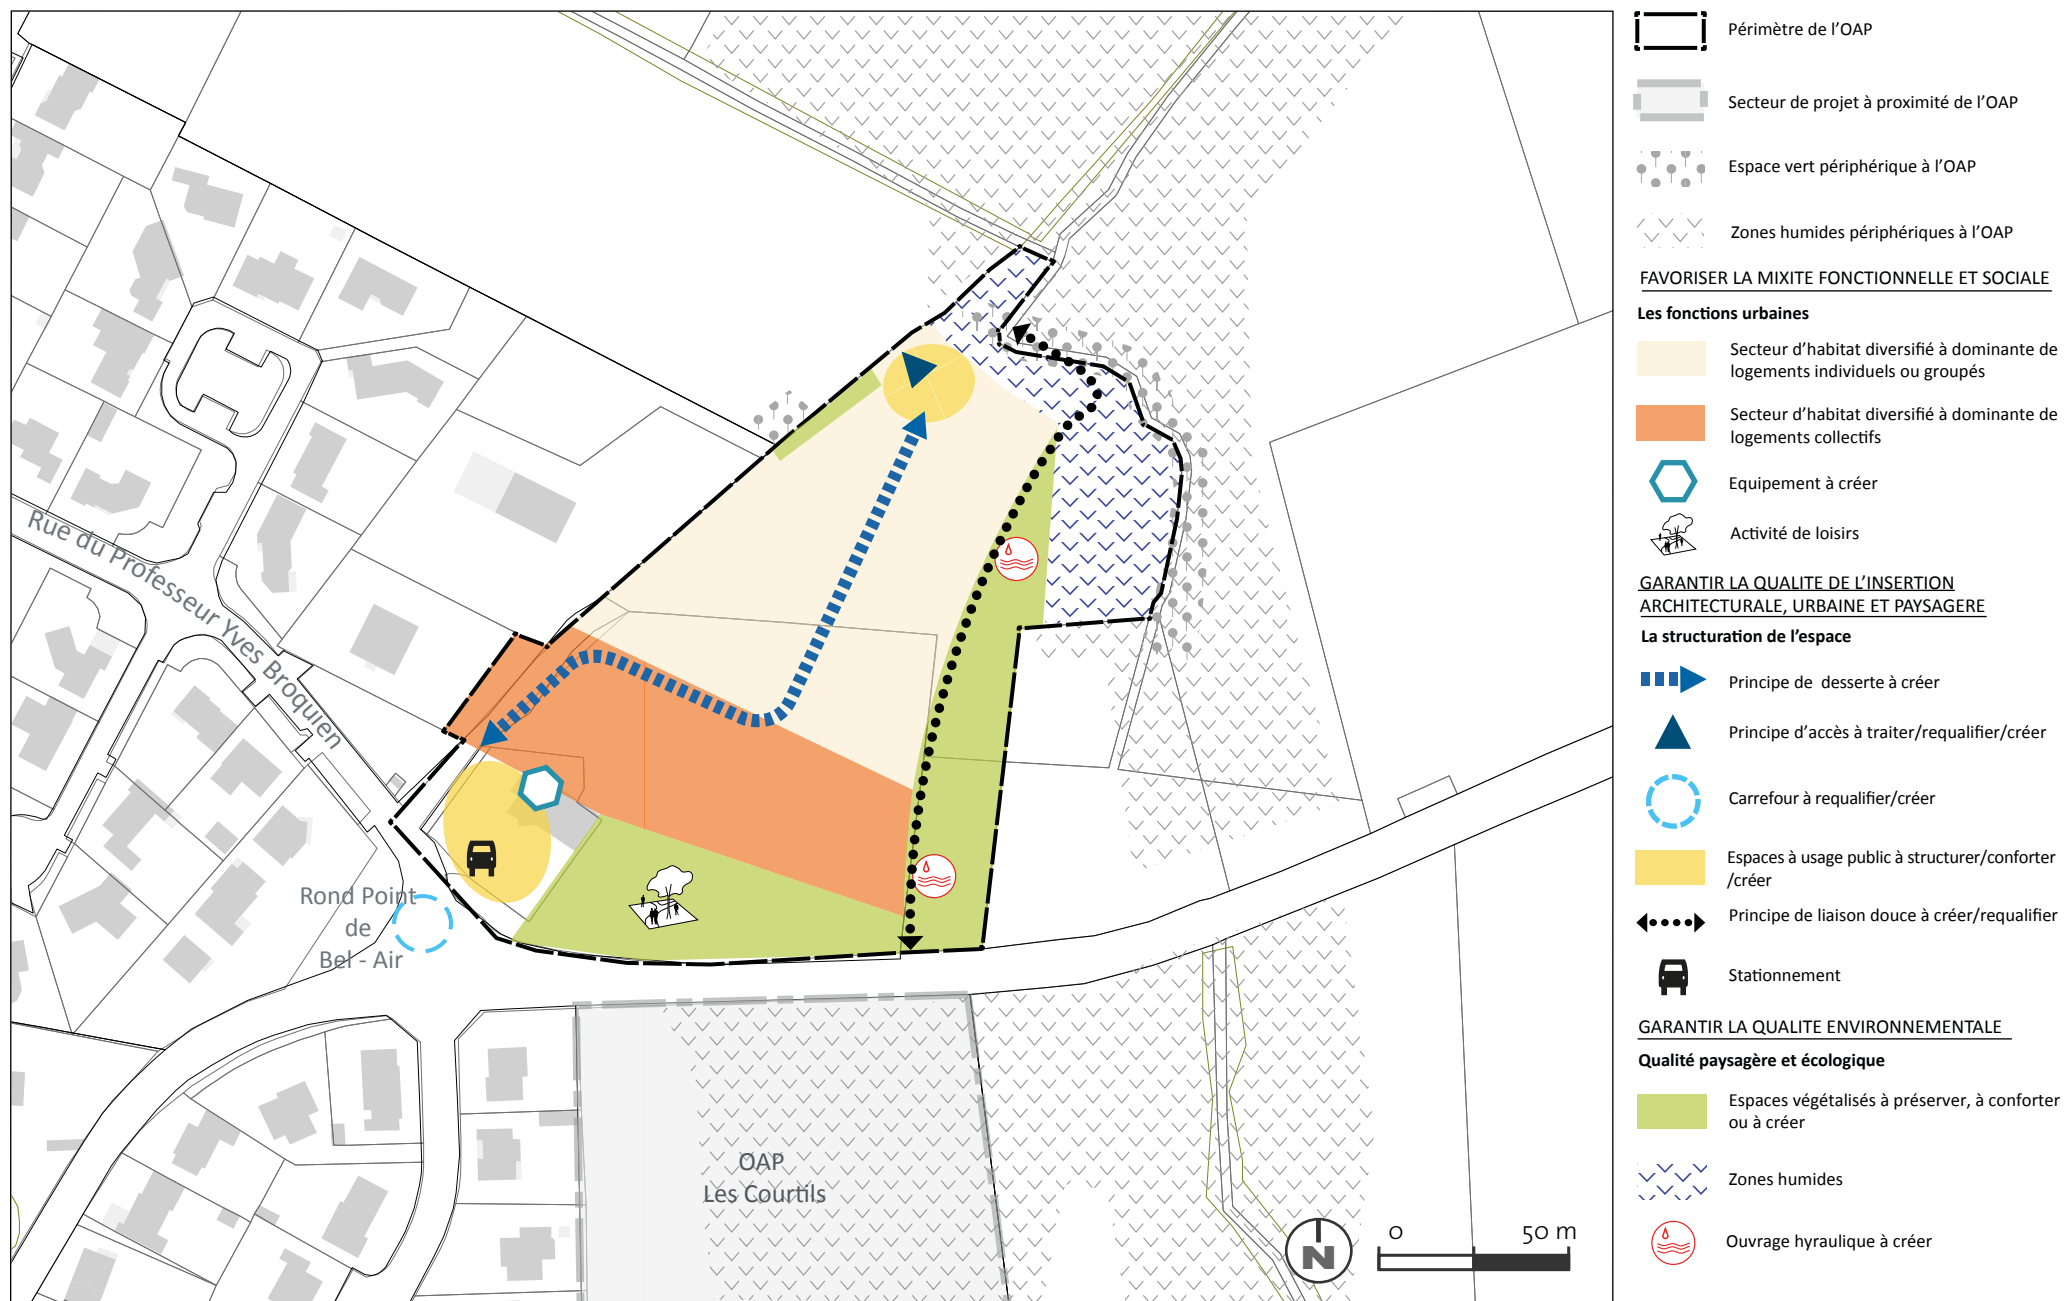 Rue du Professeur Yves Broquien
Rond Point
de
Bel - Air
OAP
Les Courtils
N
0 50 m
Périmètre de l'OAP
Secteur de projet à proximité de l'OAP
Espace vert périphérique à l'OAP
Zones humides périphériques à l'OAP
FAVORISER LA MIXITE FONCTIONNELLE ET SOCIALE
Les fonctions urbaines
Secteur d'habitat diversifié à dominante de
logements individuels ou groupés
Secteur d'habitat diversifié à dominante de
logements collectifs
Equipement à créer
Activité de loisirs
GARANTIR LA QUALITE DE L'INSERTION
ARCHITECTURALE, URBAINE ET PAYSAGERE
La structuration de l'espace
Principe de desserte à créer
Principe d'accès à traiter/requalifier/créer
Carrefour à requalifier/créer
Espaces à usage public à structurer/conforter
/créer
Principe de liaison douce à créer/requalifier
Stationnement
GARANTIR LA QUALITE ENVIRONNEMENTALE
Qualité paysagère et écologique
Espaces végétalisés à préserver, à conforter
ou à créer
Zones humides
Ouvrage hyraulique à créer